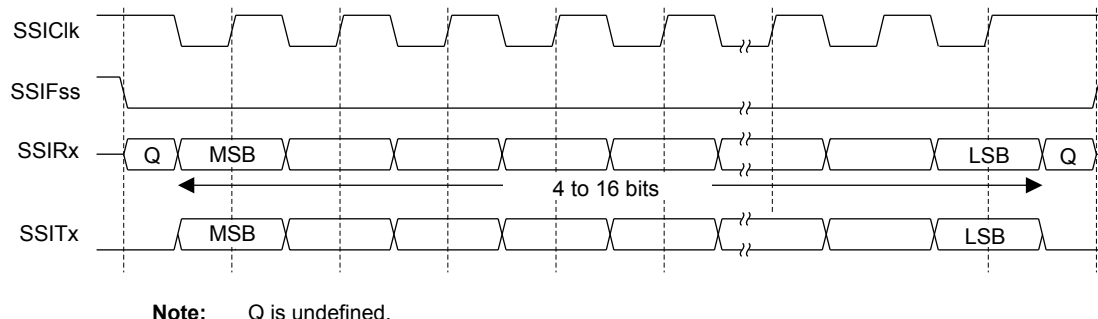 SSIClk
SSIFss
SSIRx
Q MSB LSB Q
4 to 16 bits
SSITx
MSB LSB
Note: Q is undefined.